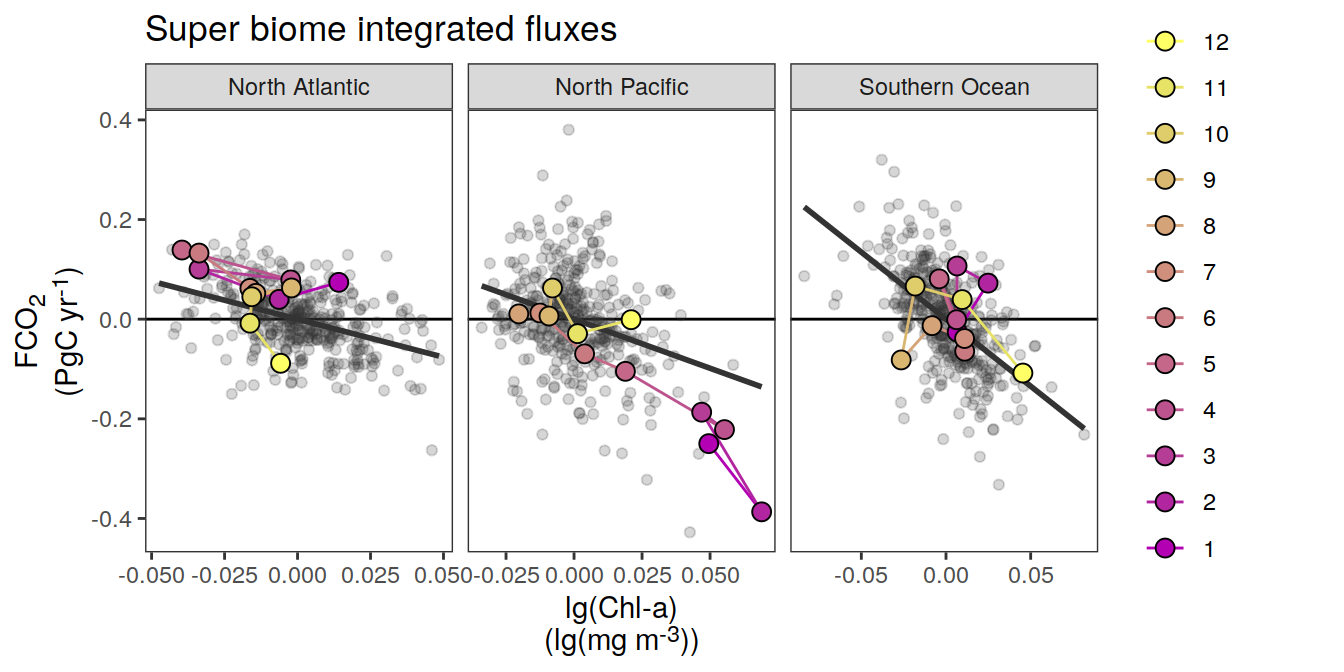 Super biome integrated fluxes
North Atlantic
North Pacific
Southern Ocean
FCO2
(PgC yr-1)
0.4
0.2
0.0
-0.2
-0.4
-0.050 -0.025 0.000 0.025 0.050
-0.025 0.000 0.025 0.050
-0.05 0.00 0.05
lg(Chl-a)
(lg(mg m-3))
12
11
10
9
8
7
6
5
4
3
2
1